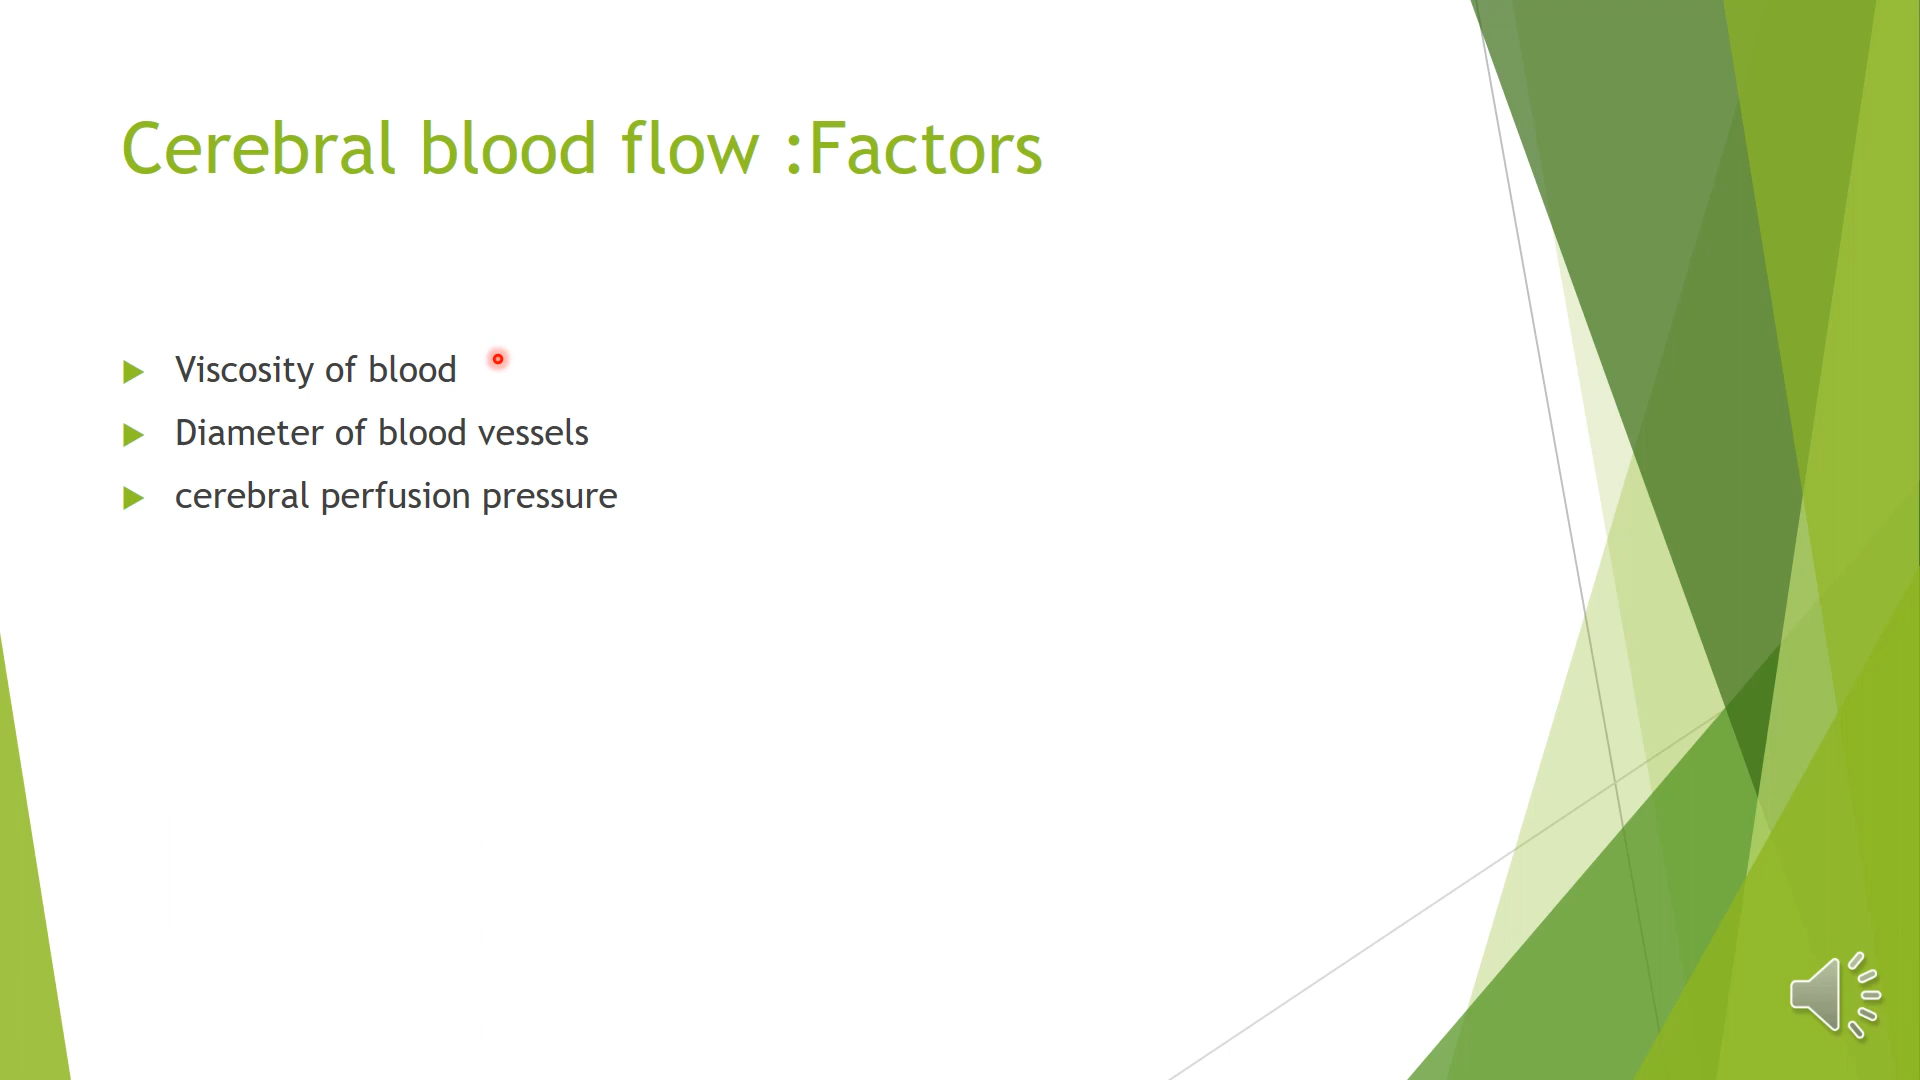 Cerebral blood flow :Factors
Viscosity of blood
Diameter of blood vessels
cerebral perfusion pressure